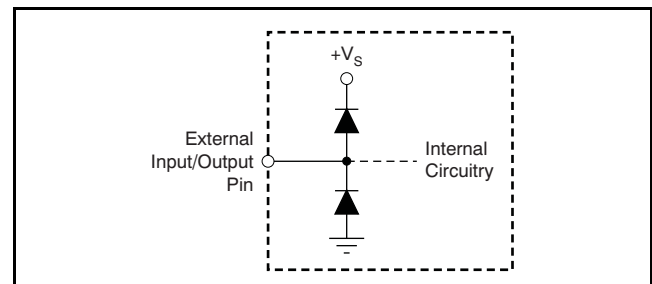 +VS
External
Input/Output
Pin
Internal
Circuitry